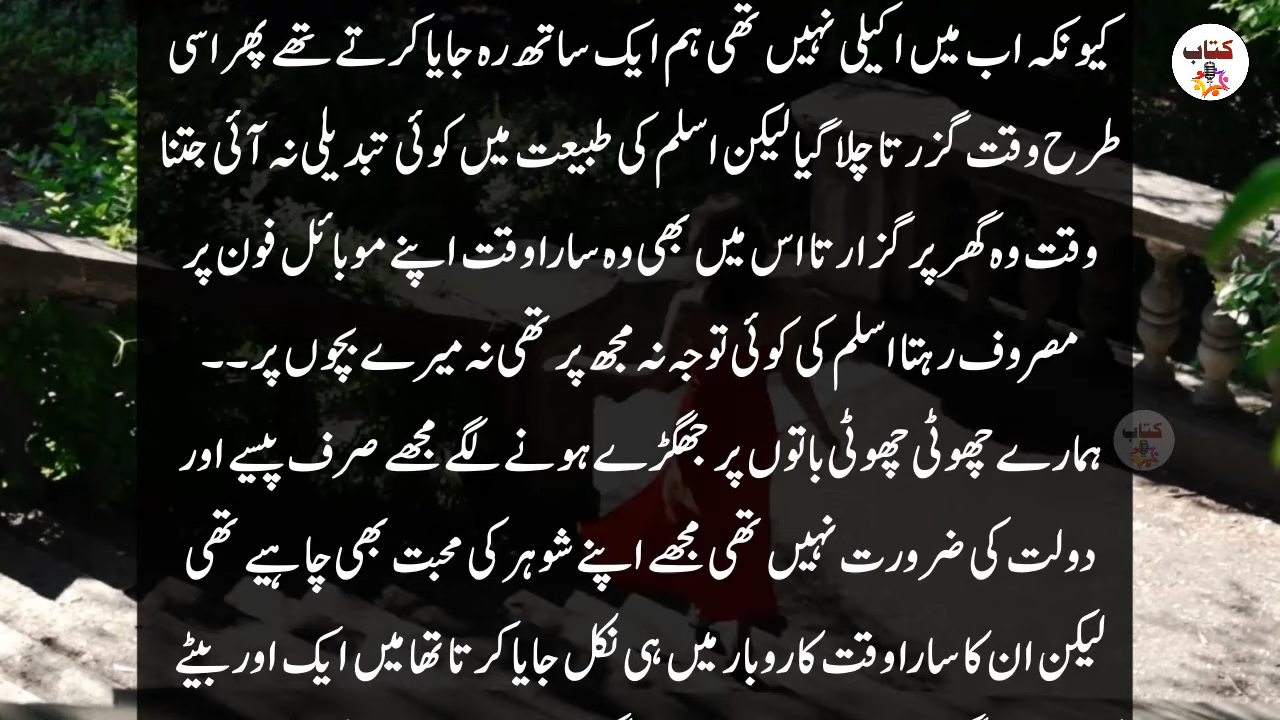 کیونکہ اب میں اکیلی نہیں تھی ہم ایک ساتھ رہ جایا کرتے تھے پھر اسی
طرح وقت گزرتا چلا گیا لیکن اسلم کی طبیعت میں کوئی تبدیلی نہ آئی جتنا
وقت وہ گھر پر گزارتا اس میں بھی وہ سارا وقت اپنے موبائل فون پر
مصروف رہتا اسلم کی کوئی توجہ نہ مجھ پر تھی نہ میرے بچوں پر۔۔
ہمارے چھوٹی چھوٹی باتوں پر جھگڑے ہونے لگے مجھے صرف پیسے اور
دولت کی ضرورت نہیں تھی مجھے اپنے شوہر کی محبت بھی چاہیے تھی
لیکن ان کا سارا وقت کاروبار میں ہی نکل جایا کرتا تھا میں ایک اور بیٹے
کتاب
کتاب